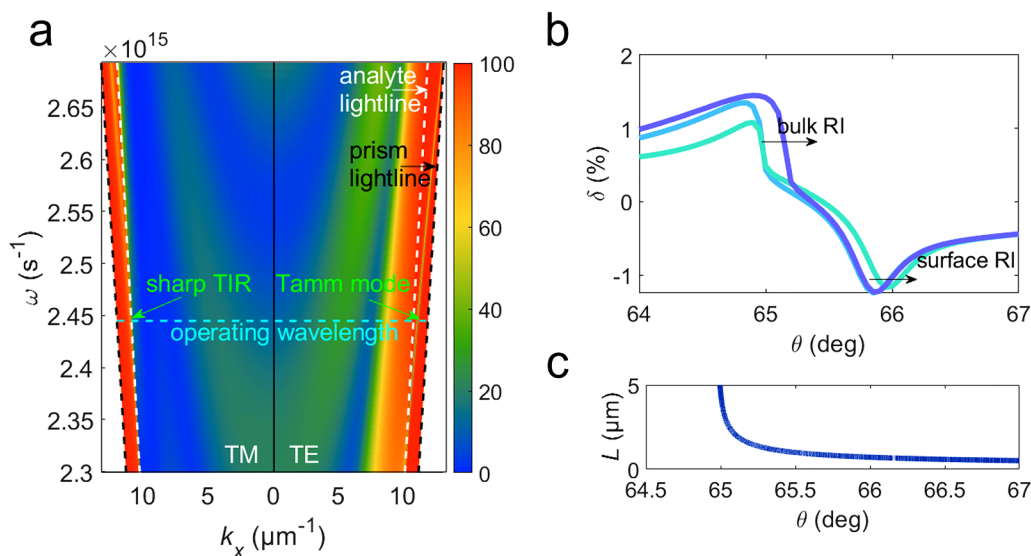 a
× 10¹⁵
analyte
lightline
prism
lightline
sharp TIR
Tamm mode
operating wavelength
TM
TE
2.65
2.6
2.55
2.5
2.45
2.4
2.35
2.3
ω (s⁻¹)
10
5
0
5
10
kₓ (μm⁻¹)
100
80
60
40
20
0
b
2
1
0
-1
δ (%)
bulk RI
surface RI
64
65
66
67
θ (deg)
c
5
0
L (μm)
64.5
65
65.5
66
66.5
67
θ (deg)